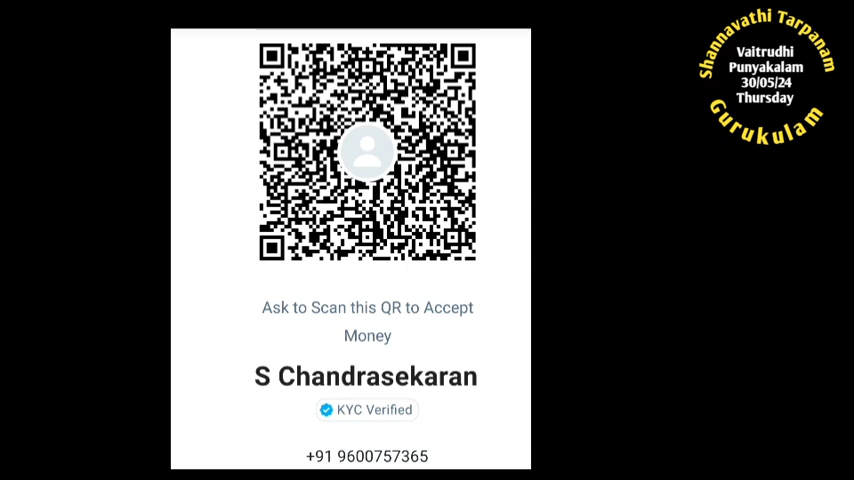 Ask to Scan this QR to Accept
Money
S Chandrasekaran
KYC Verified
+91 9600757365
Shannavathi Tarpanam
Vaitrudhi
Punyakalam
30/05/24
Thursday
Gurukulam